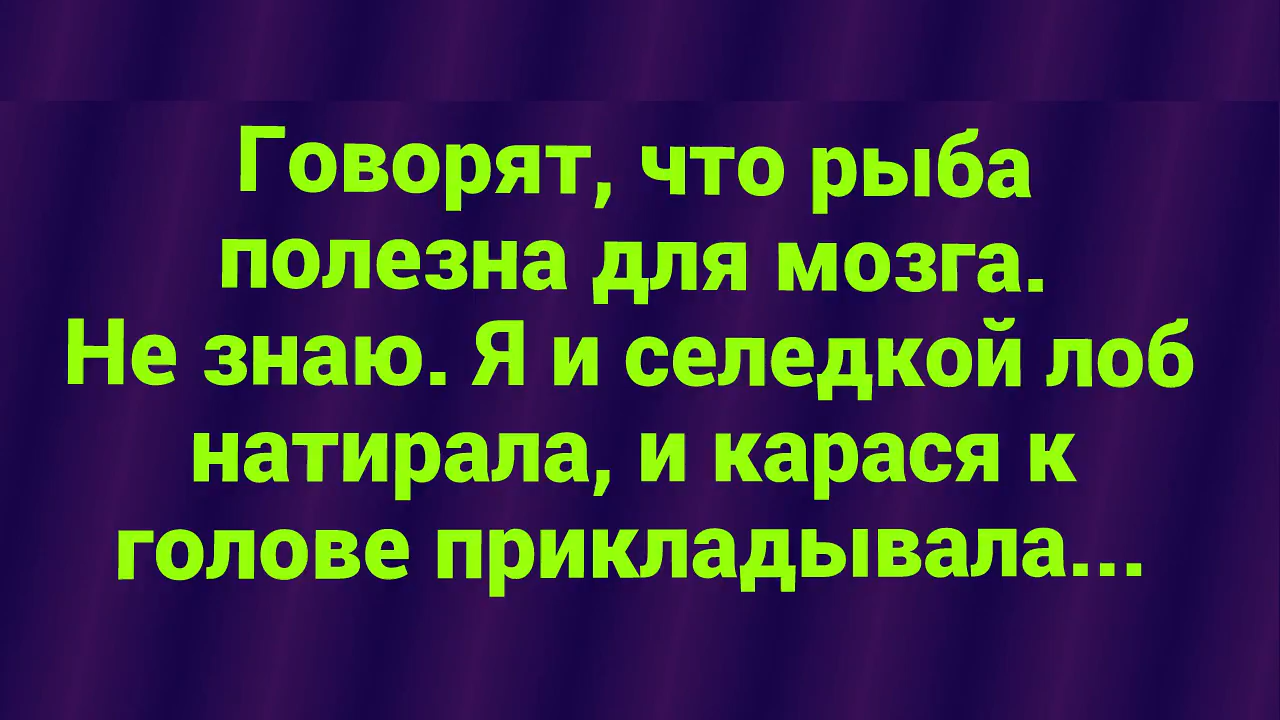 Говорят, что рыба
полезна для мозга.
Не знаю. Я и селедкой лоб
натирала, и карася к
голове прикладывала...